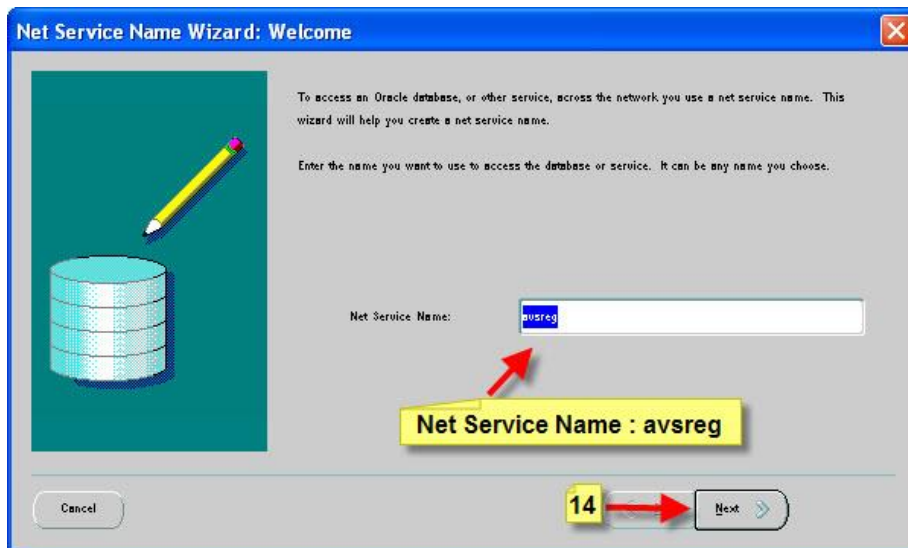 Net Service Name Wizard: Welcome
To access an Oracle database, or other service, across the network you use a net service name. This
wizard will help you create a net service name.
Enter the name you want to use to access the database or service. It can be any name you choose.
Net Service Name:
avsreg
Net Service Name : avsreg
Cancel
14
Next